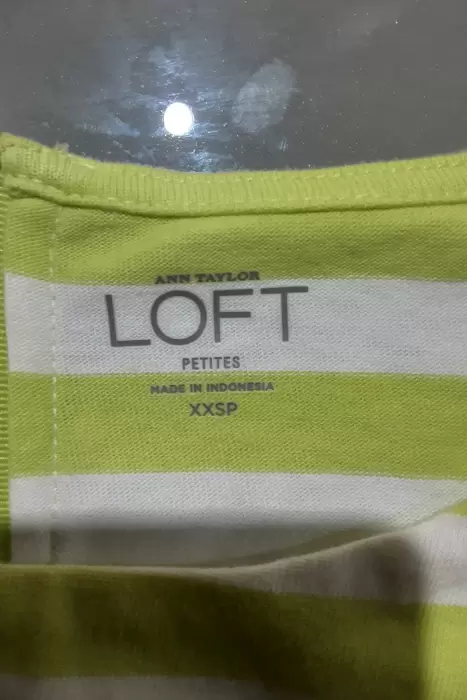 ANN TAYLOR
LOFT
PETITES
MADE IN INDONESIA
XXSP